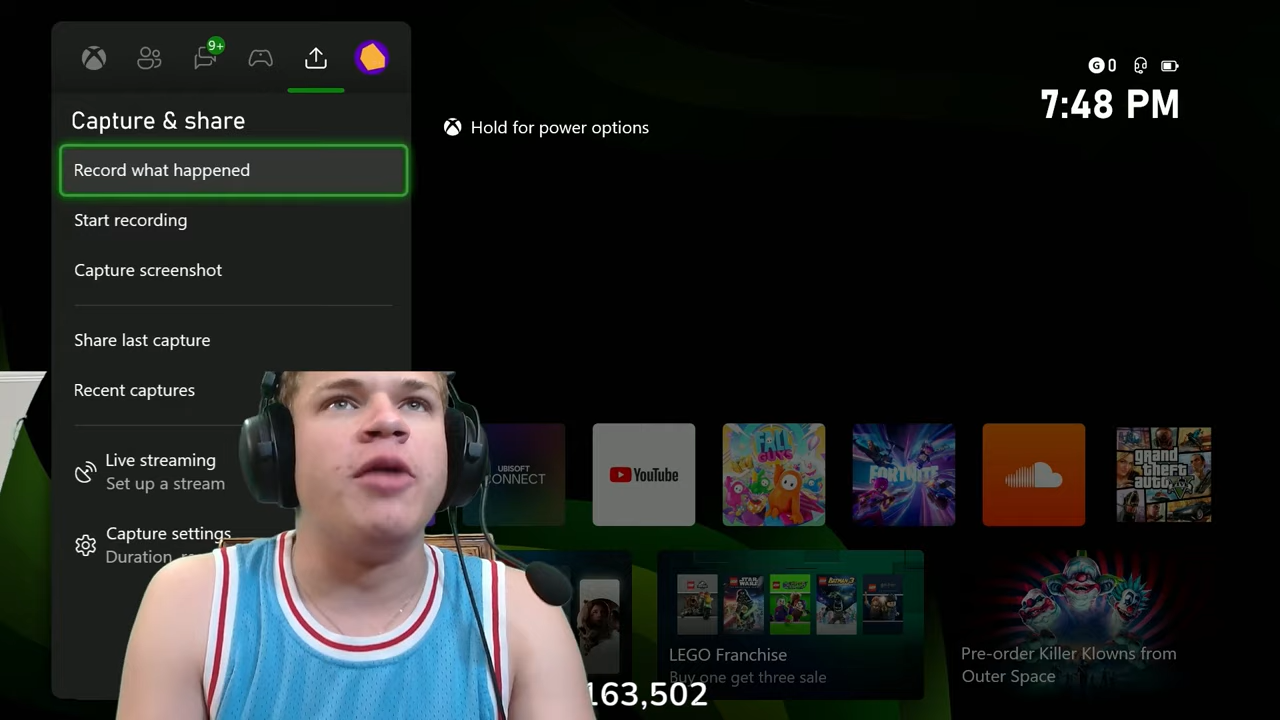 9+
G 0
7:48 PM
Capture & share
Hold for power options
Record what happened
Start recording
Capture screenshot
Share last capture
Recent captures
Live streaming
Set up a stream
Capture settings
Duration,
UBISOFT
CONNECT
YouTube
FALL
GUYS
FORTNITE
grand
theft
auto
V
LEGO Franchise
Buy one get three sale
Pre-order Killer Klowns from
Outer Space
163,502